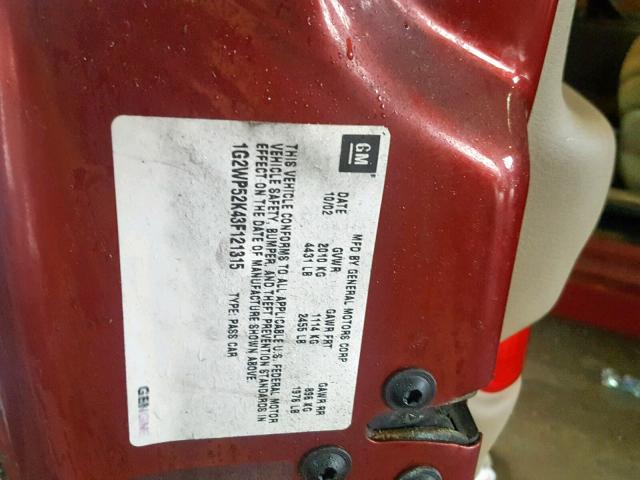 GM
MFD BY GENERAL MOTORS CORP
DATE GVWR GAWR FRT GAWR RR
10/02 2010 KG 1114 KG 896 KG
4431 LB 2455 LB 1976 LB
THIS VEHICLE CONFORMS TO ALL APPLICABLE U.S. FEDERAL MOTOR
VEHICLE SAFETY, BUMPER, AND THEFT PREVENTION STANDARDS IN
EFFECT ON THE DATE OF MANUFACTURE SHOWN ABOVE.
1G2WP52K43F121315 TYPE: PASS CAR
GENUINE